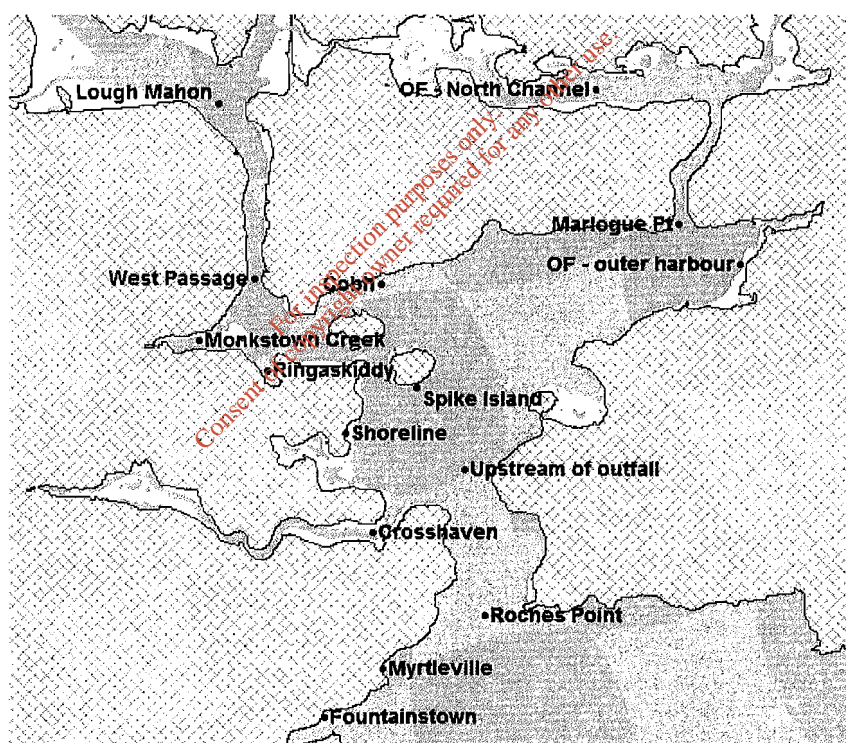 Lough Mahon
OF - North Channel
Marlogue Pt
OF - outer harbour
West Passage
Cobh
Monkstown Creek
Ringaskiddy
Spike Island
Shoreline
Upstream of outfall
Crosshaven
Roches Point
Myrtleville
Fountainstown
For inspection purposes only.
Consent of copyright owner required for any other use.